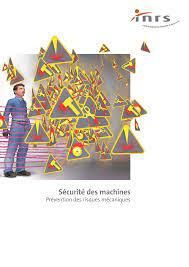 inrs
Sécurité des machines
Prévention des risques mécaniques